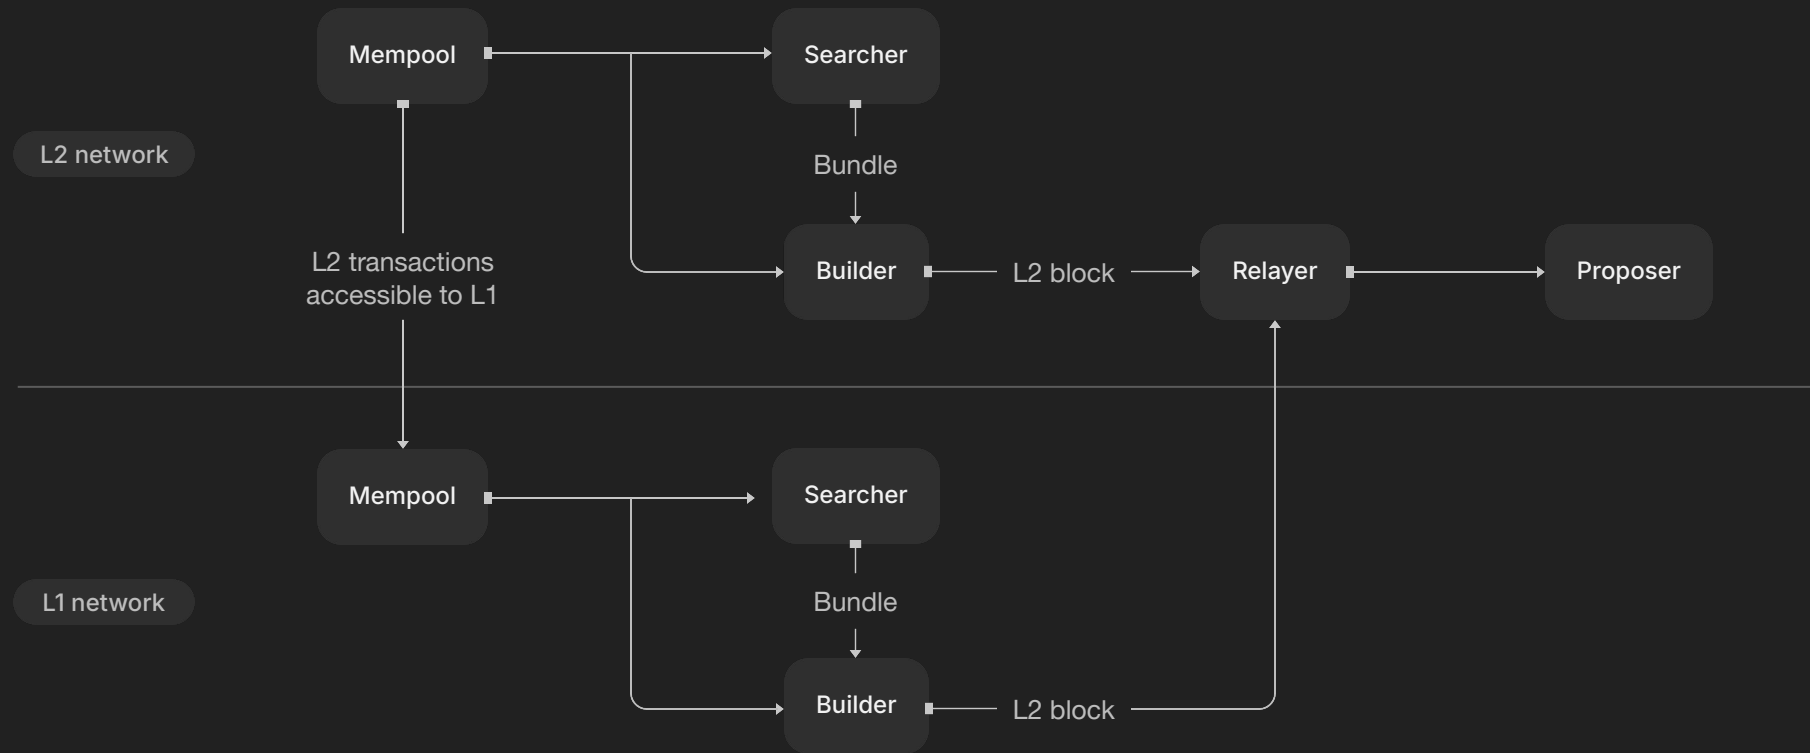 Mempool
Searcher
L2 network
Bundle
L2 transactions
accessible to L1
Builder
L2 block
Relayer
Proposer
Mempool
Searcher
L1 network
Bundle
Builder
L2 block